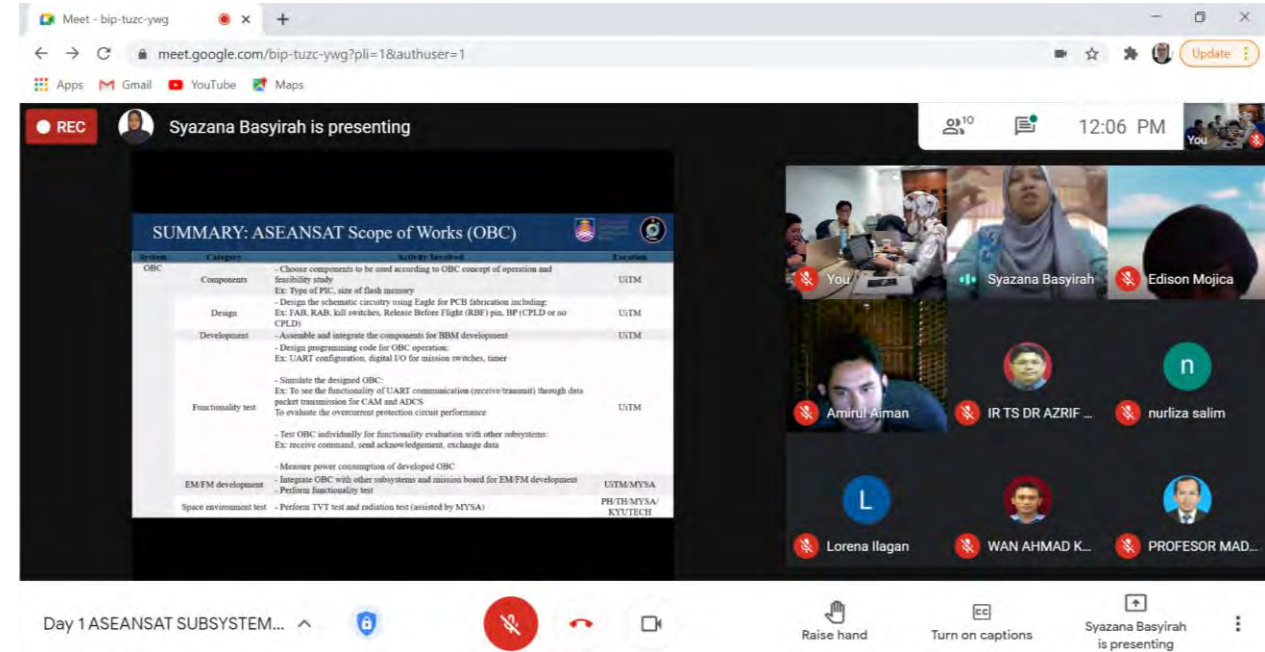 Meet - bip-tuzc-ywg
meet.google.com/bip-tuzc-ywg?pli=1&authuser=1
Update
Apps
Gmail
YouTube
Maps
REC
Syazana Basyirah is presenting
10
12:06 PM
You
SUMMARY: ASEANSAT Scope of Works (OBC)
System Category Activity Involved Location
OBC
Components
- Choose components to be used according to OBC concept of operation and
feasibility study
Ex: Type of PIC, size of flash memory
UiTM
Design
- Design the schematic circuitry using Eagle for PCB fabrication including:
Ex: FAB, RAB, kill switches, Release Before Flight (RBF) pin, BP (CPLD or no
CPLD)
UiTM
Development
- Assemble and integrate the components for BBM development
UiTM
Functionality test
- Design programming code for OBC operation:
Ex: UART configuration, digital I/O for mission switches, timer
- Simulate the designed OBC:
Ex: To see the functionality of UART communication (receive/transmit) through data
packet transmission for CAM and ADCS
To evaluate the overcurrent protection circuit performance
- Test OBC individually for functionality evaluation with other subsystems:
Ex: receive command, send acknowledgement, exchange data
- Measure power consumption of developed OBC
UiTM
EM/FM development
- Integrate OBC with other subsystems and mission board for EM/FM development
- Perform functionality test
UiTM/MYSA
Space environment test
- Perform TVT test and radiation test (assisted by MYSA)
PH/TH/MYSA/
KYUTECH
You
Syazana Basyirah
Edison Mojica
Amirul Aiman
IR TS DR AZRIF ...
n
nurliza salim
L
Lorena Ilagan
WAN AHMAD K...
PROFESOR MAD...
Day 1 ASEANSAT SUBSYSTEM...
Raise hand
CC
Turn on captions
Syazana Basyirah
is presenting